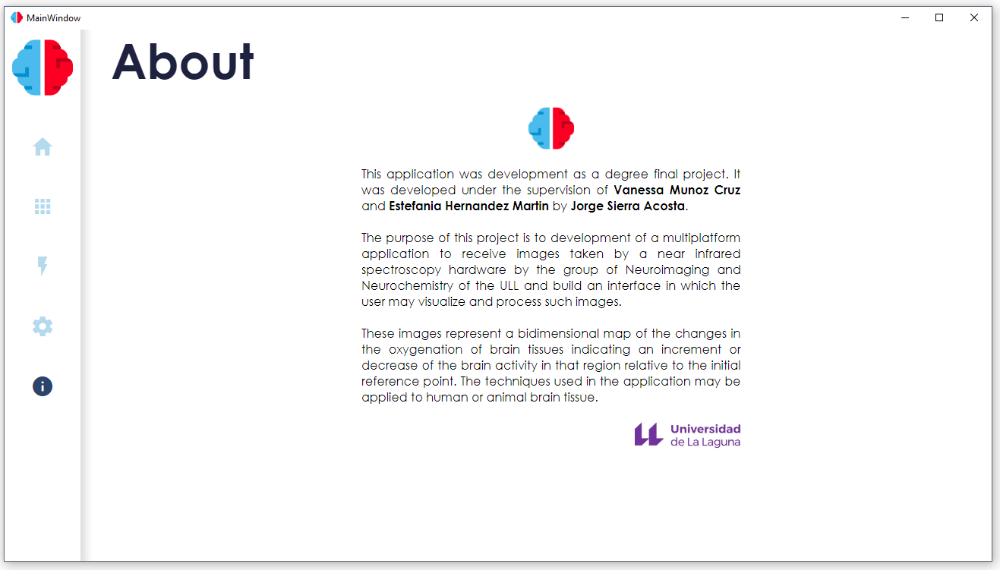 MainWindow
About
This application was development as a degree final project. It
was developed under the supervision of Vanessa Munoz Cruz
and Estefania Hernandez Martin by Jorge Sierra Acosta.
The purpose of this project is to development of a multiplatform
application to receive images taken by a near infrared
spectroscopy hardware by the group of Neuroimaging and
Neurochemistry of the ULL and build an interface in which the
user may visualize and process such images.
These images represent a bidimensional map of the changes in
the oxygenation of brain tissues indicating an increment or
decrease of the brain activity in that region relative to the initial
reference point. The techniques used in the application may be
applied to human or animal brain tissue.
Universidad
de La Laguna